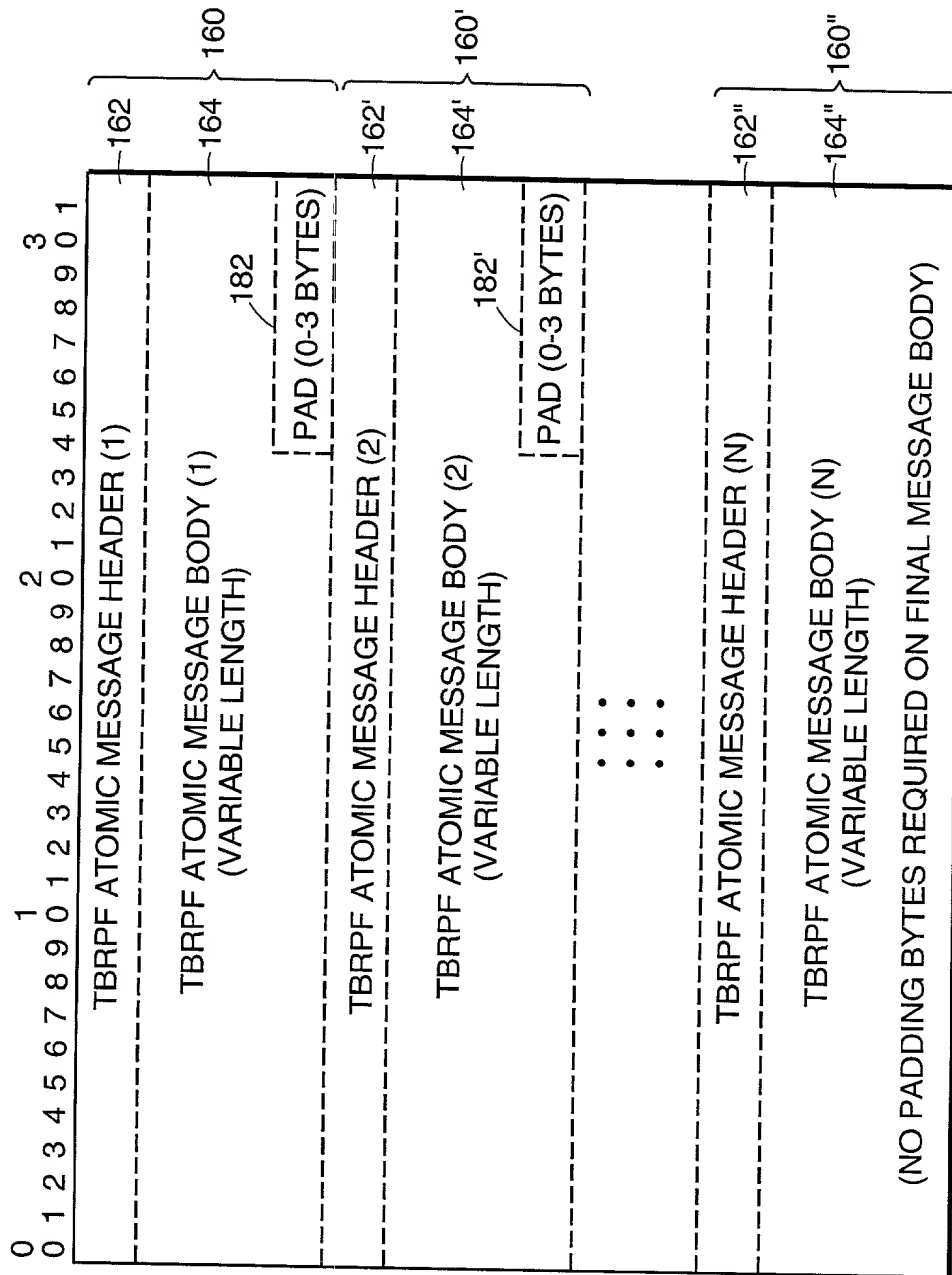 0 1 2 3
0 1 2 3 4 5 6 7 8 9 0 1 2 3 4 5 6 7 8 9 0 1 2 3 4 5 6 7 8 9 0 1
TBRPF ATOMIC MESSAGE HEADER (1)
162
160
TBRPF ATOMIC MESSAGE BODY (1)
(VARIABLE LENGTH)
164
182
PAD (0-3 BYTES)
TBRPF ATOMIC MESSAGE HEADER (2)
162'
160'
TBRPF ATOMIC MESSAGE BODY (2)
(VARIABLE LENGTH)
164'
182'
PAD (0-3 BYTES)
TBRPF ATOMIC MESSAGE HEADER (N)
162"
160"
TBRPF ATOMIC MESSAGE BODY (N)
(VARIABLE LENGTH)
164"
(NO PADDING BYTES REQUIRED ON FINAL MESSAGE BODY)